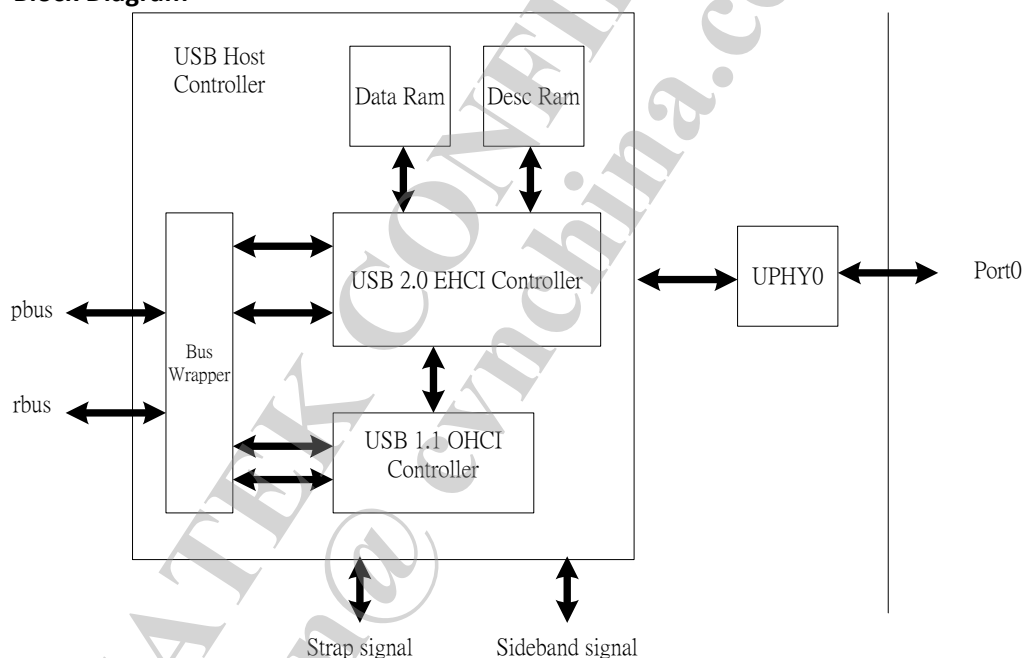 Block Diagram
USB Host
Controller
Data Ram
Desc Ram
USB 2.0 EHCI Controller
UPHY0
Port0
pbus
Bus
Wrapper
rbus
USB 1.1 OHCI
Controller
Strap signal
Sideband signal